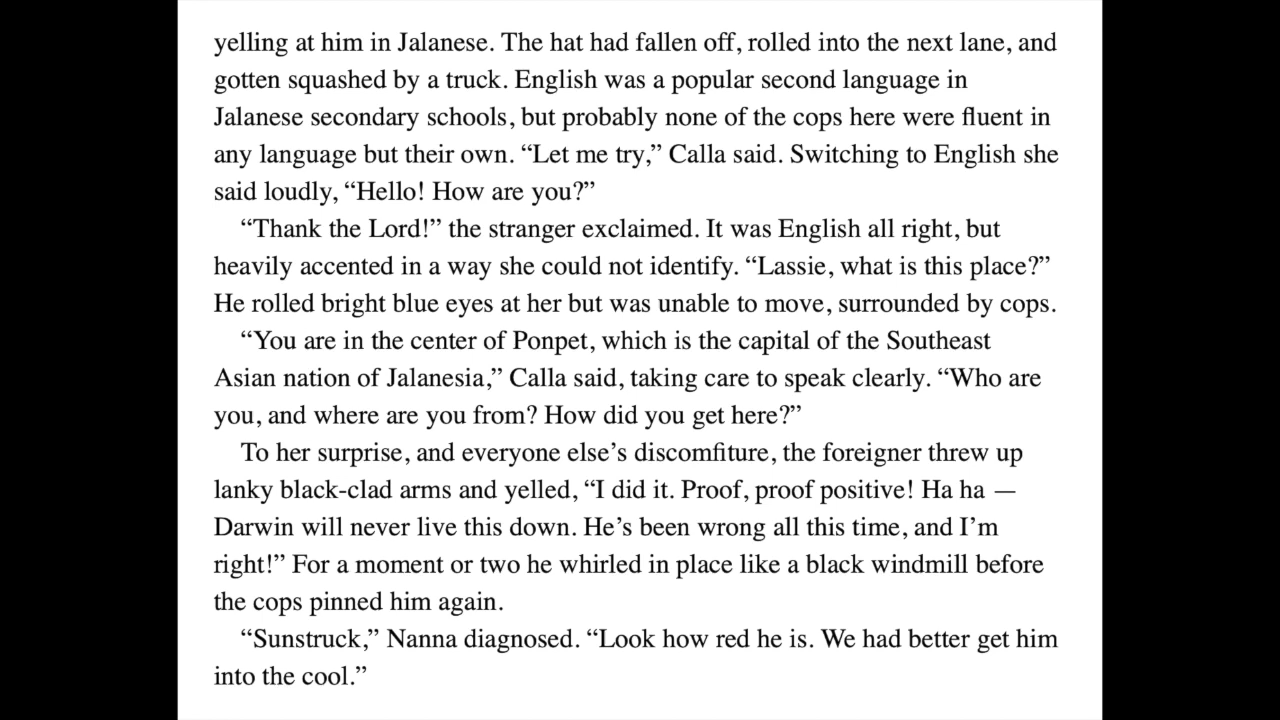 yelling at him in Jalanese. The hat had fallen off, rolled into the next lane, and
gotten squashed by a truck. English was a popular second language in
Jalanese secondary schools, but probably none of the cops here were fluent in
any language but their own. “Let me try,” Calla said. Switching to English she
said loudly, “Hello! How are you?”
“Thank the Lord!” the stranger exclaimed. It was English all right, but
heavily accented in a way she could not identify. “Lassie, what is this place?”
He rolled bright blue eyes at her but was unable to move, surrounded by cops.
“You are in the center of Ponpet, which is the capital of the Southeast
Asian nation of Jalanesia,” Calla said, taking care to speak clearly. “Who are
you, and where are you from? How did you get here?”
To her surprise, and everyone else’s discomfiture, the foreigner threw up
lanky black-clad arms and yelled, “I did it. Proof, proof positive! Ha ha —
Darwin will never live this down. He’s been wrong all this time, and I’m
right!” For a moment or two he whirled in place like a black windmill before
the cops pinned him again.
“Sunstruck,” Nanna diagnosed. “Look how red he is. We had better get him
into the cool.”